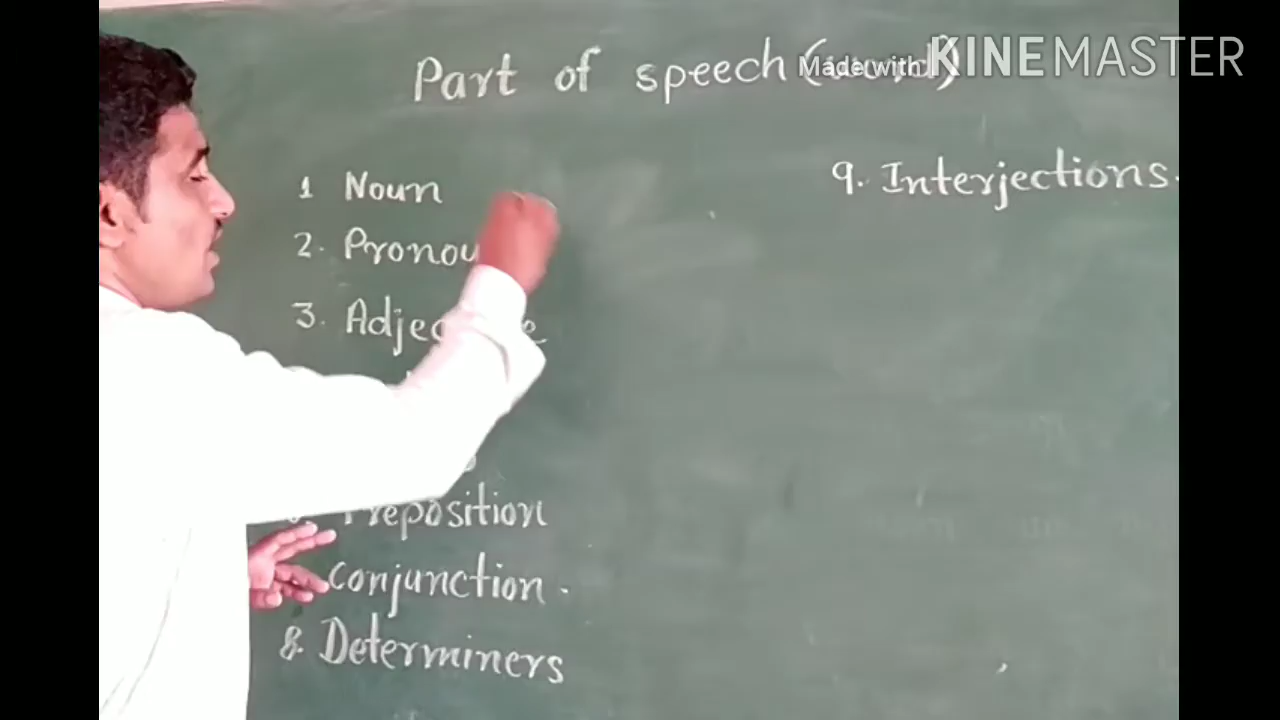 Part of speech
Made with KINEMASTER
1 Noun
2. Pronou
3. Adjec e
Preposition
conjunction.
8. Determiners
9. Interjections.